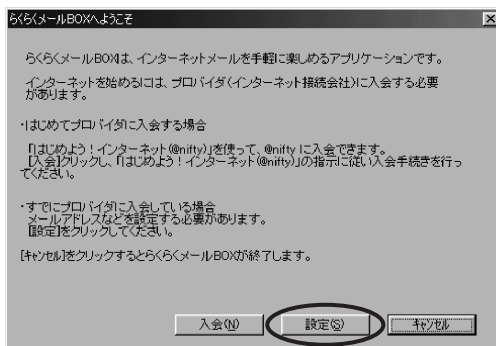 らくらくメールBOXへようこそ
らくらくメールBOXは、インターネットメールを手軽に楽しめるアプリケーションです。
インターネットを始めるには、プロバイダ(インターネット接続会社)に入会する必要
があります。
・はじめてプロバイダに入会する場合
「はじめよう！インターネット(@nifty)」を使って、@nifty に入会できます。
[入会]クリックし、「はじめよう！インターネット(@nifty)」の指示に従い入会手続きを行っ
てください。
・すでにプロバイダに入会している場合
メールアドレスなどを設定する必要があります。
[設定]をクリックしてください。
[キャンセル]をクリックするとらくらくメールBOXが終了します。
入会(N)
設定(S)
キャンセル